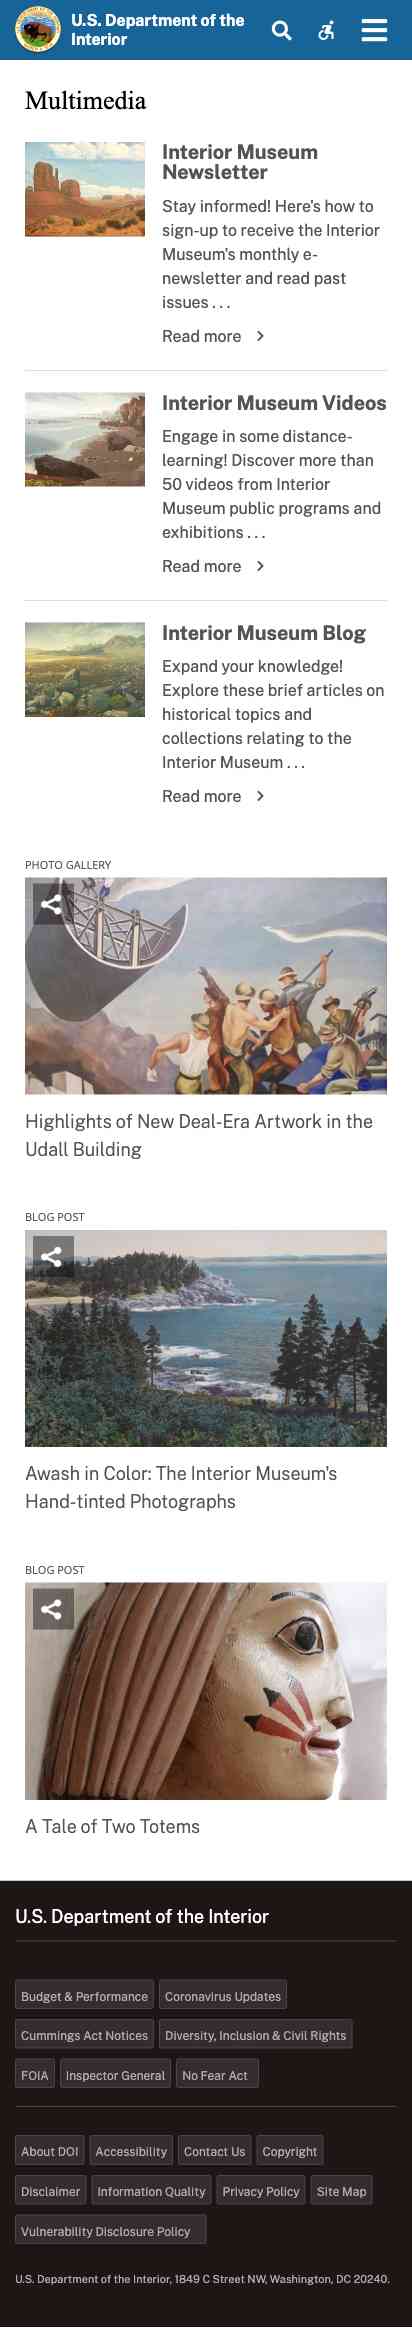 U.S. Department of the
Interior
Multimedia
Interior Museum
Newsletter
Stay informed! Here's how to
sign-up to receive the Interior
Museum's monthly e-
newsletter and read past
issues . . .
Read more
Interior Museum Videos
Engage in some distance-
learning! Discover more than
50 videos from Interior
Museum public programs and
exhibitions . . .
Read more
Interior Museum Blog
Expand your knowledge!
Explore these brief articles on
historical topics and
collections relating to the
Interior Museum . . .
Read more
PHOTO GALLERY
Highlights of New Deal-Era Artwork in the
Udall Building
BLOG POST
Awash in Color: The Interior Museum's
Hand-tinted Photographs
BLOG POST
A Tale of Two Totems
U.S. Department of the Interior
Budget & Performance Coronavirus Updates
Cummings Act Notices Diversity, Inclusion & Civil Rights
FOIA Inspector General No Fear Act
About DOI Accessibility Contact Us Copyright
Disclaimer Information Quality Privacy Policy Site Map
Vulnerability Disclosure Policy
U.S. Department of the Interior, 1849 C Street NW, Washington, DC 20240.